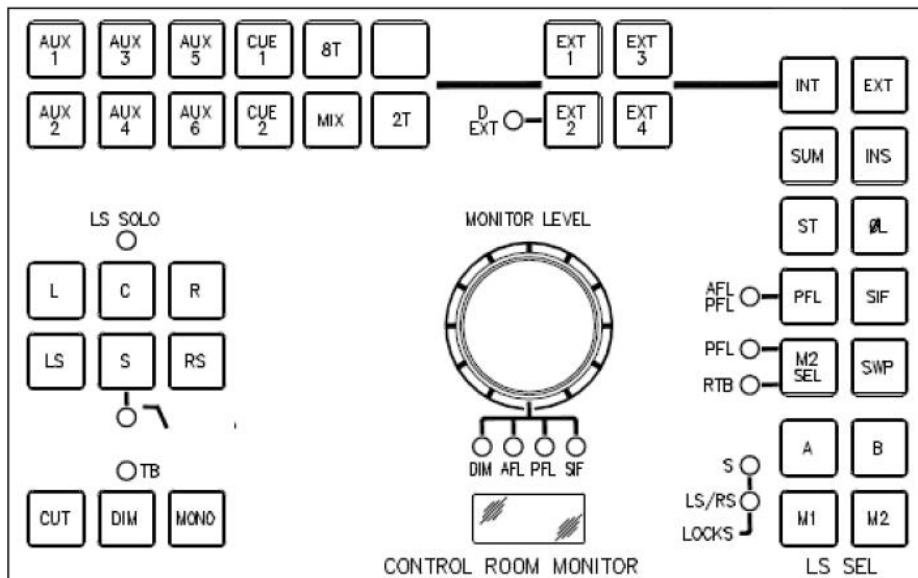 AUX 1
AUX 3
AUX 5
CUE 1
8T
EXT 1
EXT 3
INT
EXT
AUX 2
AUX 4
AUX 6
CUE 2
MIX
2T
D EXT
EXT 2
EXT 4
SUM
INS
LS SOLO
MONITOR LEVEL
ST
ØL
L
C
R
AFL PFL
PFL
SIF
LS
S
RS
PFL
RTB
M2 SEL
SWP
DIM AFL PFL SIF
A
B
TB
S
LS/RS
LOCKS
CUT
DIM
MONO
M1
M2
CONTROL ROOM MONITOR
LS SEL